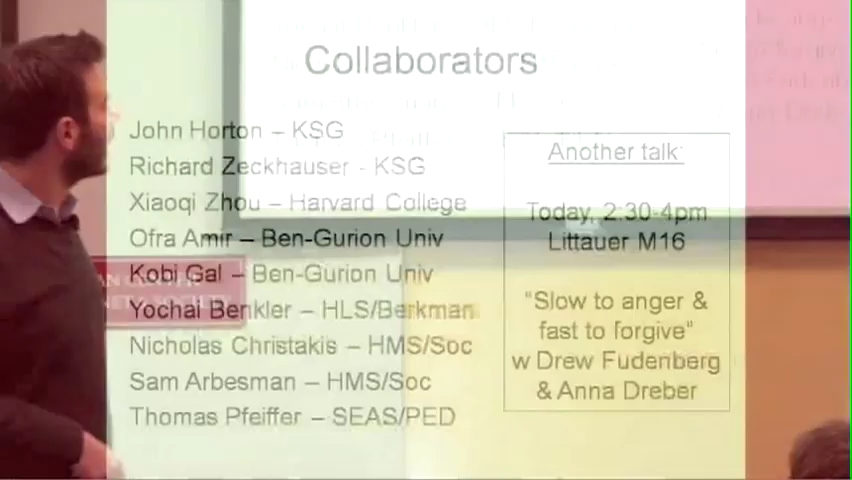 Collaborators
John Horton – KSG
Richard Zeckhauser - KSG
Xiaoqi Zhou – Harvard College
Ofra Amir – Ben-Gurion Univ
Kobi Gal – Ben-Gurion Univ
Yochai Benkler – HLS/Berkman
Nicholas Christakis – HMS/Soc
Sam Arbesman – HMS/Soc
Thomas Pfeiffer – SEAS/PED
Another talk:
Today, 2:30-4pm
Littauer M16
“Slow to anger &
fast to forgive“
w Drew Fudenberg
& Anna Dreber